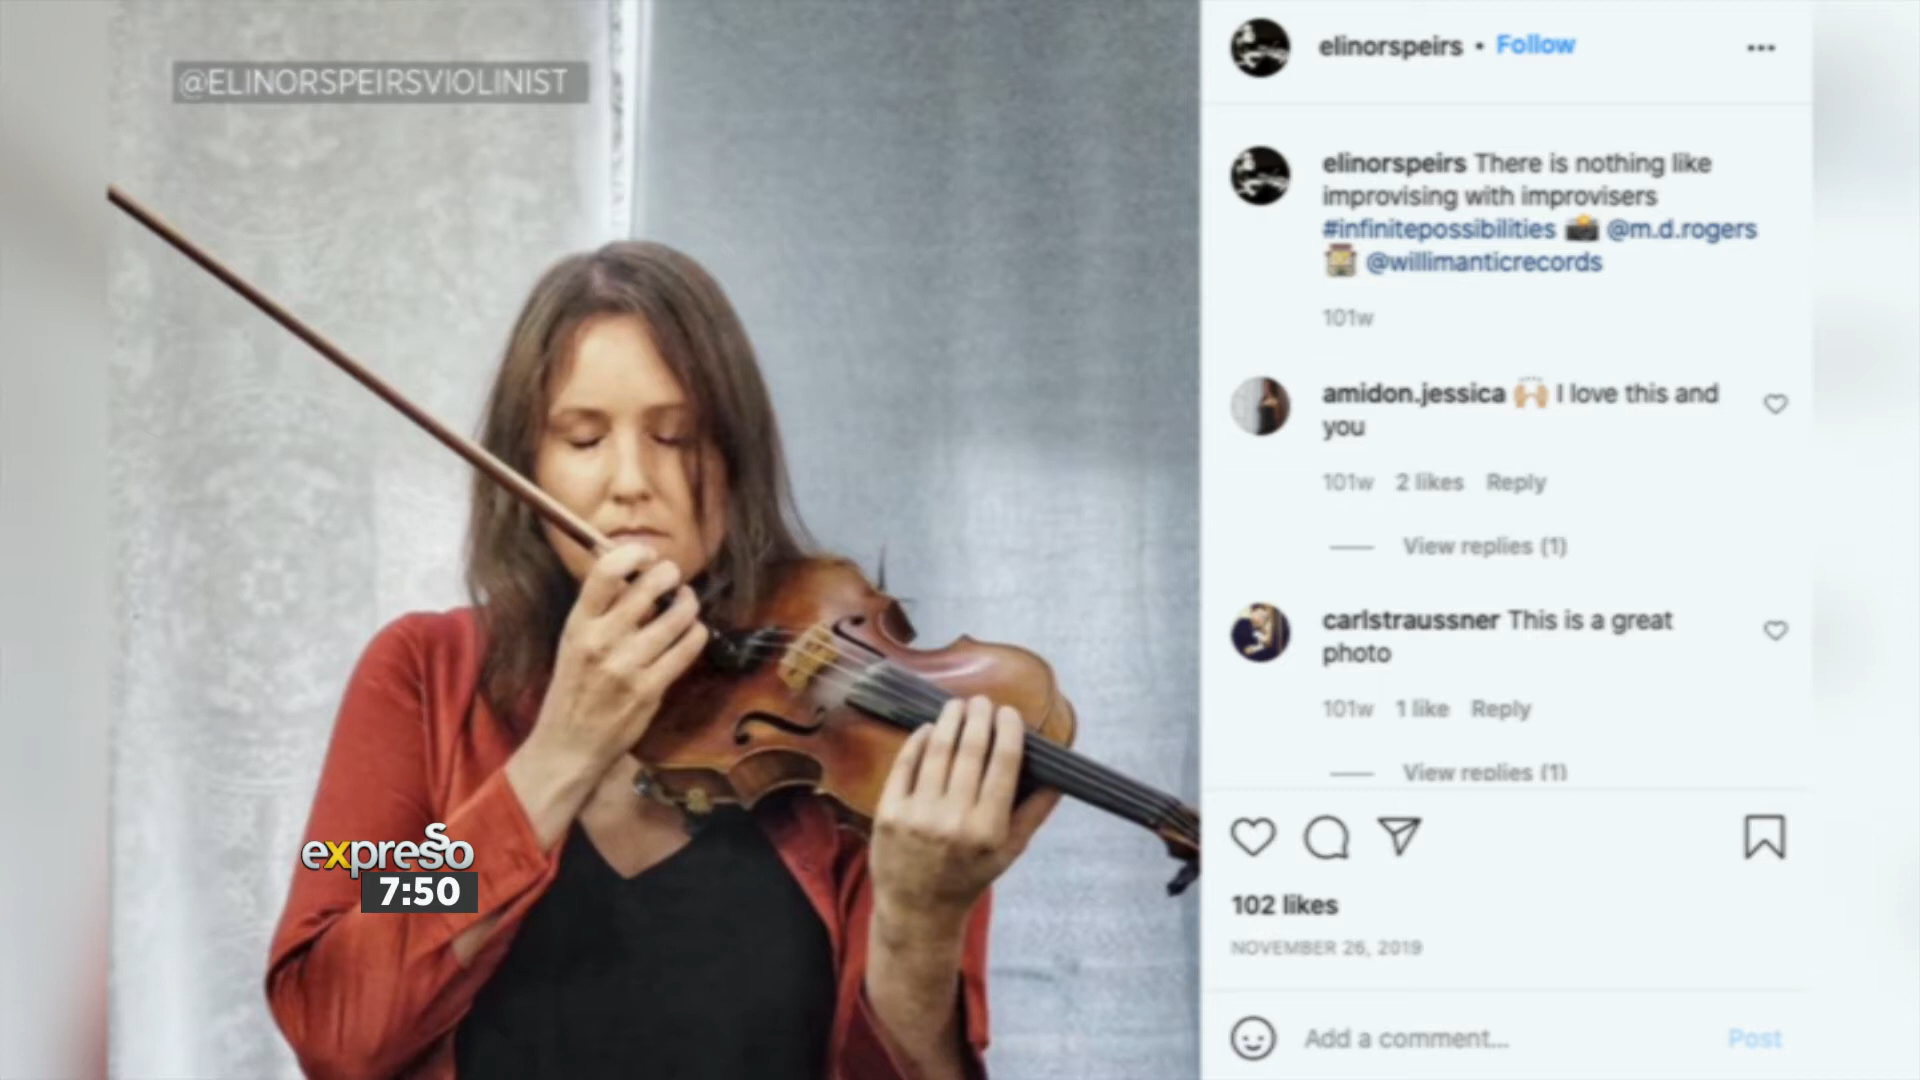 @ELINORSPEIRSVIOLINIST
expresso
7:50
elinorspeirs • Follow
elinorspeirs There is nothing like
improvising with improvisers
#infinitepossibilities @m.d.rogers
@willimanticrecords
101w
amidon.jessica I love this and
you
101w 2 likes Reply
View replies (1)
carlstraussner This is a great
photo
101w 1 like Reply
View replies (1)
102 likes
NOVEMBER 26, 2019
Add a comment... Post